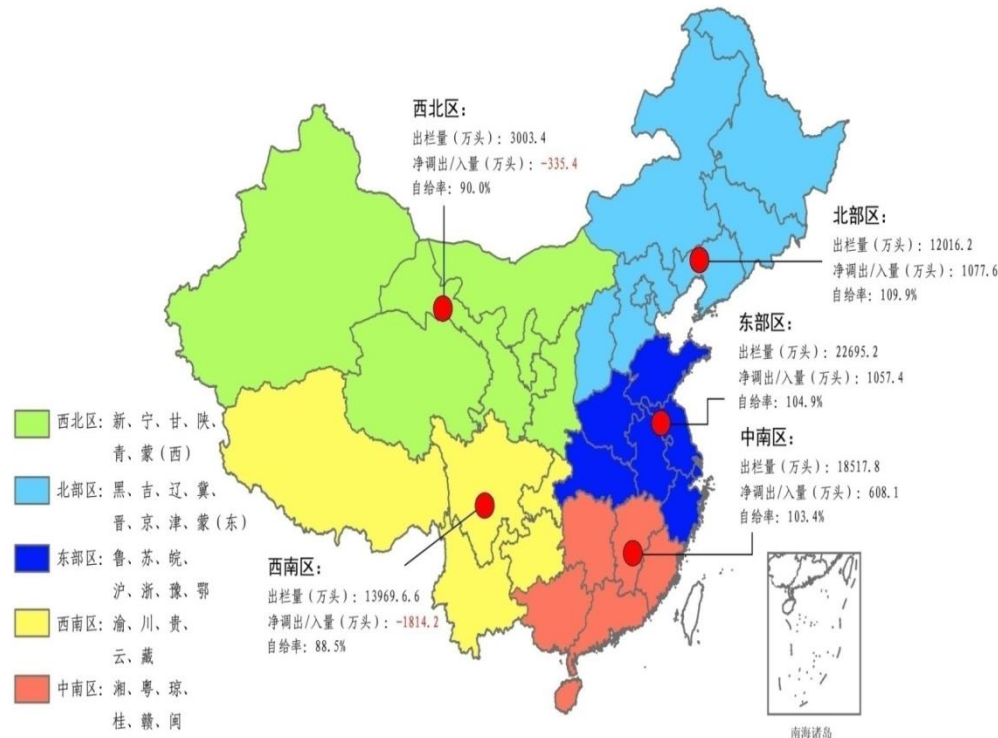 西北区：
出栏量（万头）：3003.4
净调出/入量（万头）：-335.4
自给率：90.0%
北部区：
出栏量（万头）：12016.2
净调出/入量（万头）：1077.6
自给率：109.9%
东部区：
出栏量（万头）：22695.2
净调出/入量（万头）：1057.4
自给率：104.9%
中南区：
出栏量（万头）：18517.8
净调出/入量（万头）：608.1
自给率：103.4%
西南区：
出栏量（万头）：13969.6.6
净调出/入量（万头）：-1814.2
自给率：88.5%
西北区：新、宁、甘、陕、
青、蒙（西）
北部区：黑、吉、辽、冀、
晋、京、津、蒙（东）
东部区：鲁、苏、皖、
沪、浙、豫、鄂
西南区：渝、川、贵、
云、藏
中南区：湘、粤、琼、
桂、赣、闽
南海诸岛